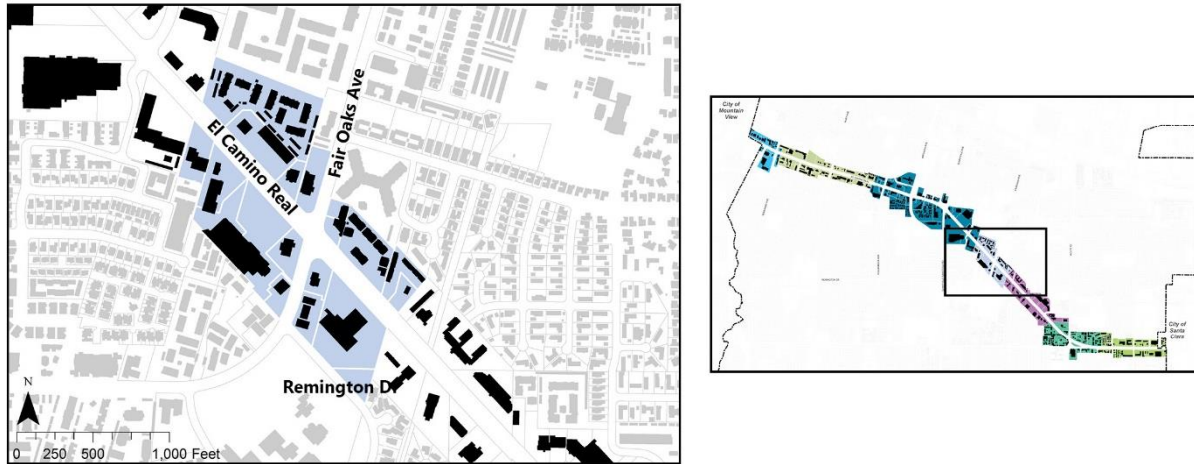 El Camino Real
Fair Oaks Ave
Remington Dr
N
0 250 500 1,000 Feet
City of
Mountain
View
City of
Santa
Clara